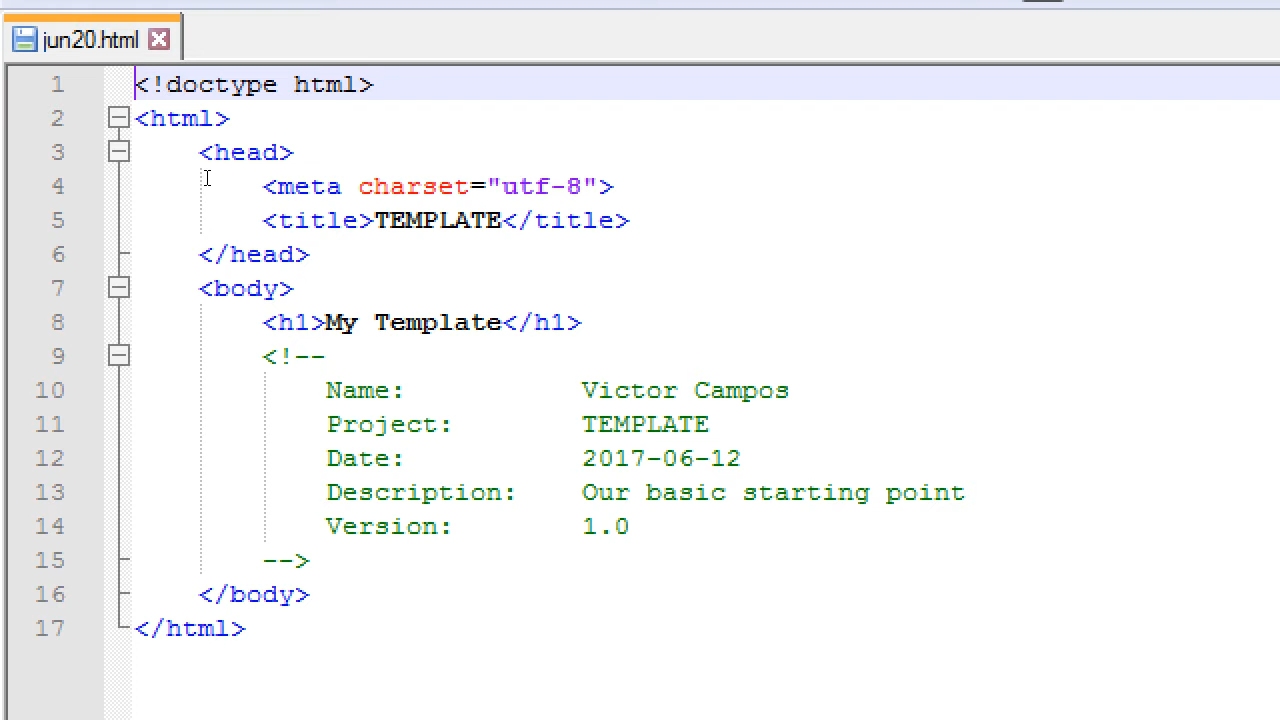 jun20.html
1 <!doctype html>
2 <html>
3 <head>
4 <meta charset="utf-8">
5 <title>TEMPLATE</title>
6 </head>
7 <body>
8 <h1>My Template</h1>
9 <!--
10 Name: Victor Campos
11 Project: TEMPLATE
12 Date: 2017-06-12
13 Description: Our basic starting point
14 Version: 1.0
15 -->
16 </body>
17 </html>